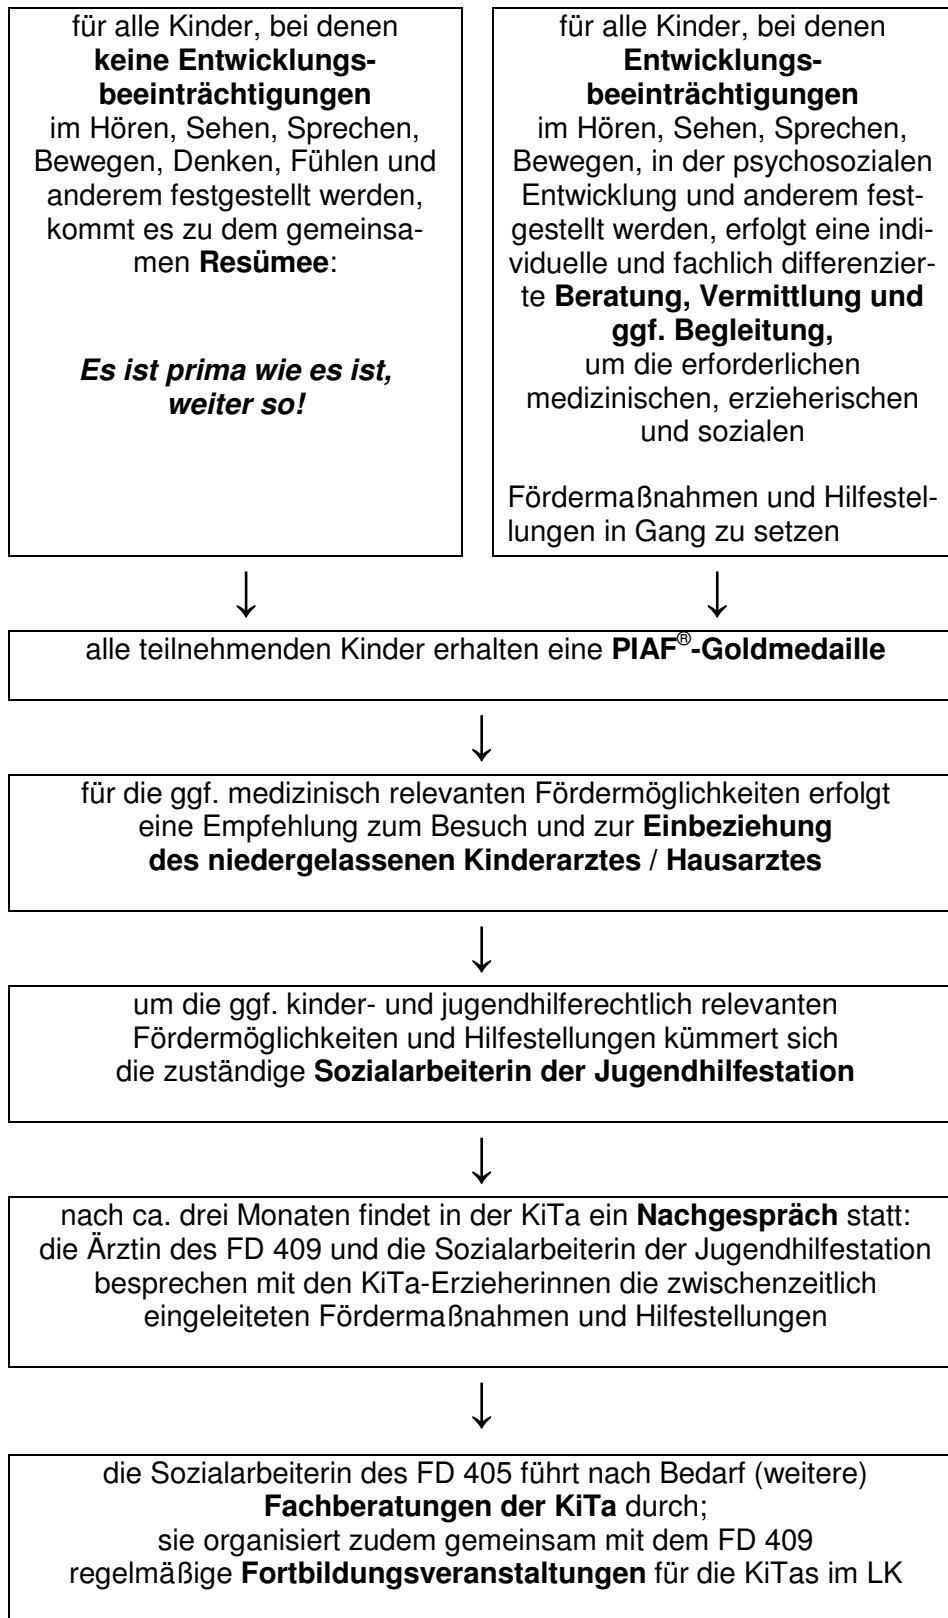 für alle Kinder, bei denen
keine Entwicklungs-
beeinträchtigungen
im Hören, Sehen, Sprechen,
Bewegen, Denken, Fühlen und
anderem festgestellt werden,
kommt es zu dem gemeinsa-
men Resümee:
Es ist prima wie es ist,
weiter so!
für alle Kinder, bei denen
Entwicklungs-
beeinträchtigungen
im Hören, Sehen, Sprechen,
Bewegen, in der psychosozialen
Entwicklung und anderem fest-
gestellt werden, erfolgt eine indi-
viduelle und fachlich differenzier-
te Beratung, Vermittlung und
ggf. Begleitung,
um die erforderlichen
medizinischen, erzieherischen
und sozialen
Fördermaßnahmen und Hilfestel-
lungen in Gang zu setzen
alle teilnehmenden Kinder erhalten eine PIAF®-Goldmedaille
für die ggf. medizinisch relevanten Fördermöglichkeiten erfolgt
eine Empfehlung zum Besuch und zur Einbeziehung
des niedergelassenen Kinderarztes / Hausarztes
um die ggf. kinder- und jugendhilferechtlich relevanten
Fördermöglichkeiten und Hilfestellungen kümmert sich
die zuständige Sozialarbeiterin der Jugendhilfestation
nach ca. drei Monaten findet in der KiTa ein Nachgespräch statt:
die Ärztin des FD 409 und die Sozialarbeiterin der Jugendhilfestation
besprechen mit den KiTa-Erzieherinnen die zwischenzeitlich
eingeleiteten Fördermaßnahmen und Hilfestellungen
die Sozialarbeiterin des FD 405 führt nach Bedarf (weitere)
Fachberatungen der KiTa durch;
sie organisiert zudem gemeinsam mit dem FD 409
regelmäßige Fortbildungsveranstaltungen für die KiTas im LK